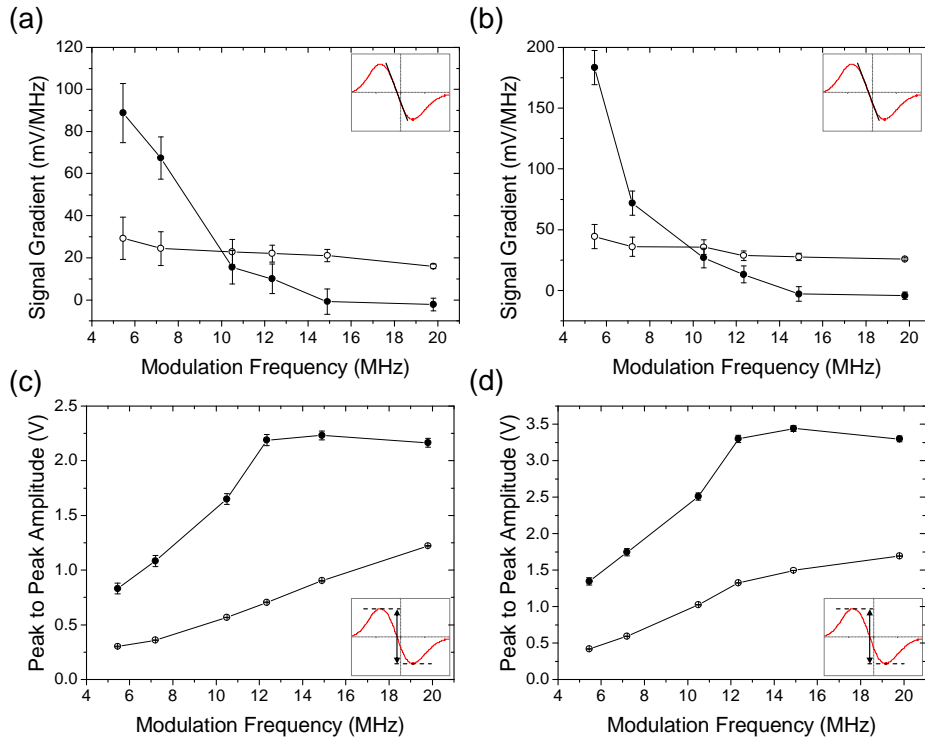 (a)
(b)
120
100
80
60
40
20
0
Signal Gradient (mV/MHz)
4 6 8 10 12 14 16 18 20
Modulation Frequency (MHz)
200
150
100
50
0
Signal Gradient (mV/MHz)
4 6 8 10 12 14 16 18 20
Modulation Frequency (MHz)
(c)
(d)
2.5
2.0
1.5
1.0
0.5
0.0
Peak to Peak Amplitude (V)
4 6 8 10 12 14 16 18 20
Modulation Frequency (MHz)
3.5
3.0
2.5
2.0
1.5
1.0
0.5
0.0
Peak to Peak Amplitude (V)
4 6 8 10 12 14 16 18 20
Modulation Frequency (MHz)